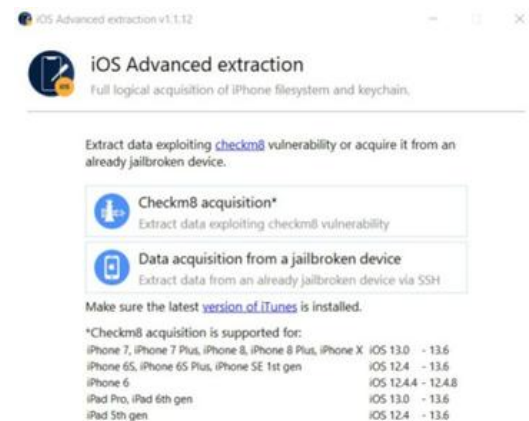 iOS Advanced extraction v1.1.12
iOS Advanced extraction
Full logical acquisition of iPhone filesystem and keychain.
Extract data exploiting checkm8 vulnerability or acquire it from an
already jailbroken device.
Checkm8 acquisition*
Extract data exploiting checkm8 vulnerability
Data acquisition from a jailbroken device
Extract data from an already jailbroken device via SSH
Make sure the latest version of iTunes is installed.
*Checkm8 acquisition is supported for:
iPhone 7, iPhone 7 Plus, iPhone 8, iPhone 8 Plus, iPhone X iOS 13.0 - 13.6
iPhone 6S, iPhone 6S Plus, iPhone SE 1st gen iOS 12.4 - 13.6
iPhone 6 iOS 12.4.4 - 12.4.8
iPad Pro, iPad 6th gen iOS 13.0 - 13.6
iPad 5th gen iOS 12.4 - 13.6